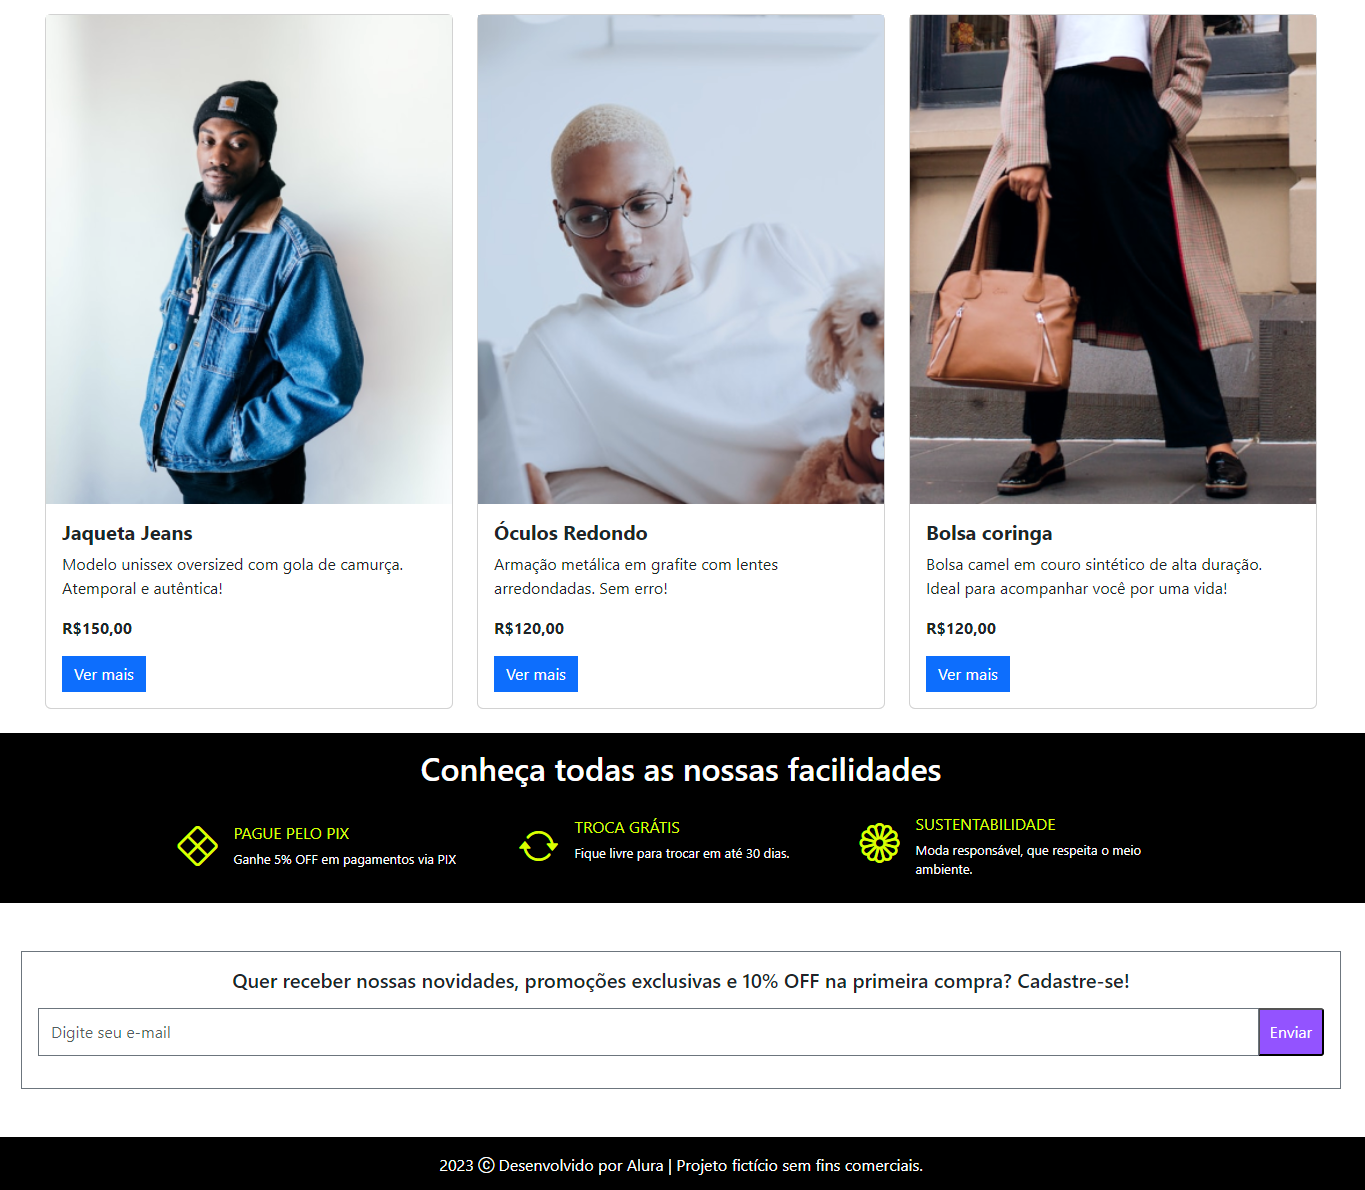 Jaqueta Jeans
Modelo unissex oversized com gola de camurça.
Atemporal e autêntica!
R$150,00
Ver mais
Óculos Redondo
Armação metálica em grafite com lentes
arredondadas. Sem erro!
R$120,00
Ver mais
Bolsa coringa
Bolsa camel em couro sintético de alta duração.
Ideal para acompanhar você por uma vida!
R$120,00
Ver mais
Conheça todas as nossas facilidades
PAGUE PELO PIX
Ganhe 5% OFF em pagamentos via PIX
TROCA GRÁTIS
Fique livre para trocar em até 30 dias.
SUSTENTABILIDADE
Moda responsável, que respeita o meio
ambiente.
Quer receber nossas novidades, promoções exclusivas e 10% OFF na primeira compra? Cadastre-se!
Digite seu e-mail
Enviar
2023 © Desenvolvido por Alura | Projeto fictício sem fins comerciais.